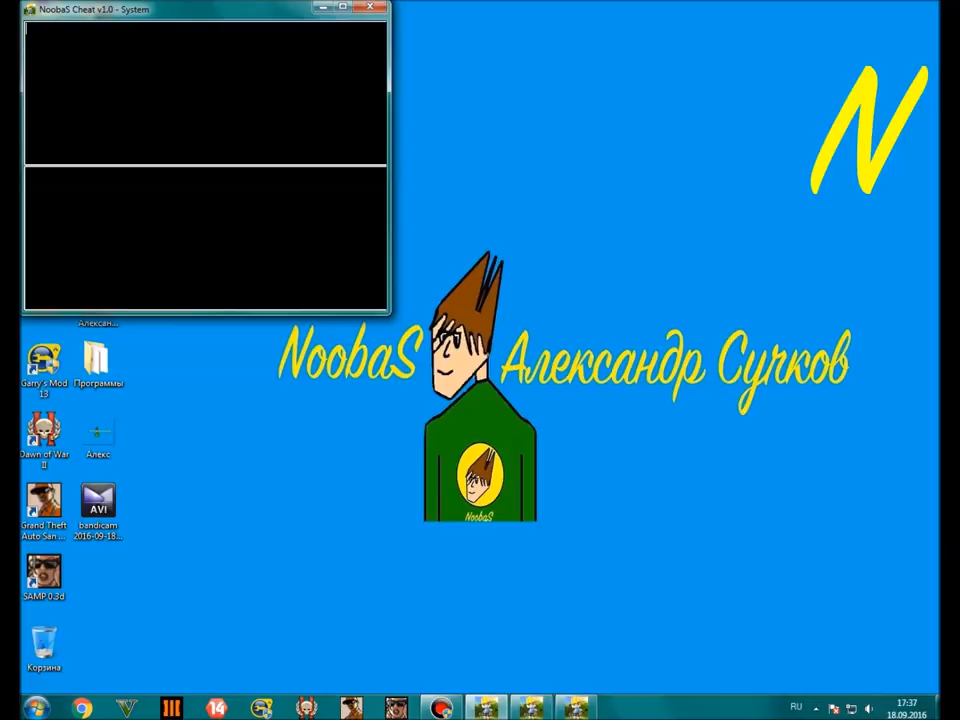 NoobaS Cheat v1.0 - System
N
Алексан...
NoobaS
Александр Сучков
Garry's Mod
13
Программы
Dawn of War
II
Алекс
NoobaS
AVI
Grand Theft
Auto San ...
bandicam
2016-09-18...
SAMP 0.3d
Корзина
V
III
14
RU
17:37
18.09.2016